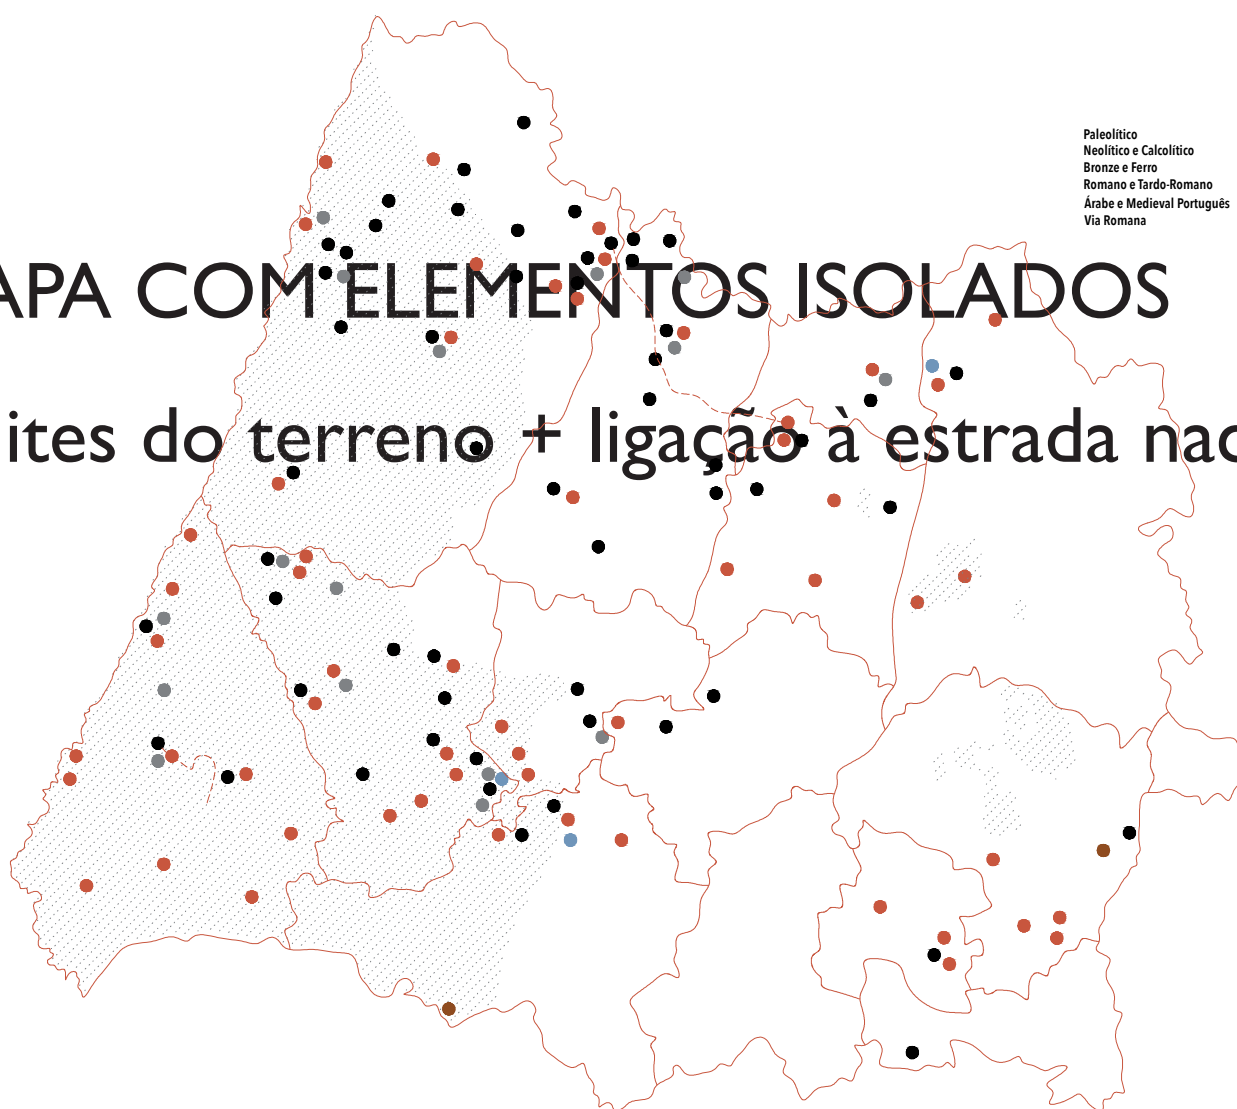 Paleolítico
Neolítico e Calcolítico
Bronze e Ferro
Romano e Tardo-Romano
Árabe e Medieval Português
Via Romana
APA COM ELEMENTOS ISOLADOS
ites do terreno + ligação à estrada nac